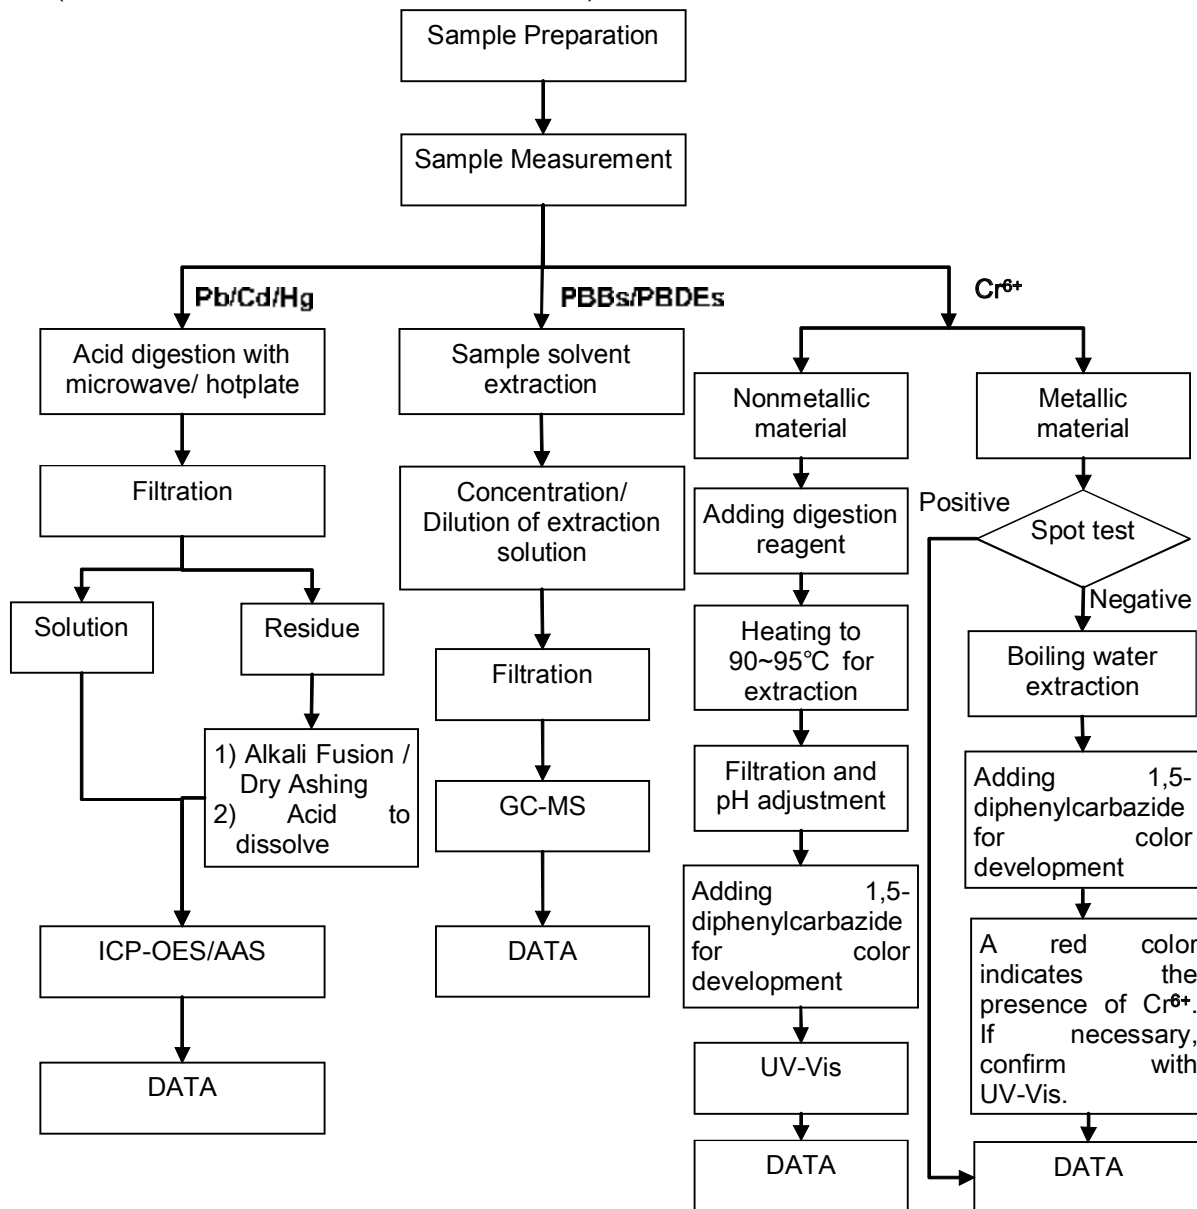 Sample Preparation
Sample Measurement
Pb/Cd/Hg
PBBs/PBDEs
Cr⁶⁺
Acid digestion with
microwave/ hotplate
Filtration
Solution
Residue
1) Alkali Fusion /
Dry Ashing
2) Acid to
dissolve
ICP-OES/AAS
DATA
Sample solvent
extraction
Concentration/
Dilution of extraction
solution
Filtration
GC-MS
DATA
Nonmetallic
material
Adding digestion
reagent
Heating to
90~95℃ for
extraction
Filtration and
pH adjustment
Adding 1,5-
diphenylcarbazide
for color
development
UV-Vis
DATA
Metallic
material
Spot test
Positive
Negative
Boiling water
extraction
Adding 1,5-
diphenylcarbazide
for color
development
A red color
indicates the
presence of Cr⁶⁺.
If necessary,
confirm with
UV-Vis.
DATA